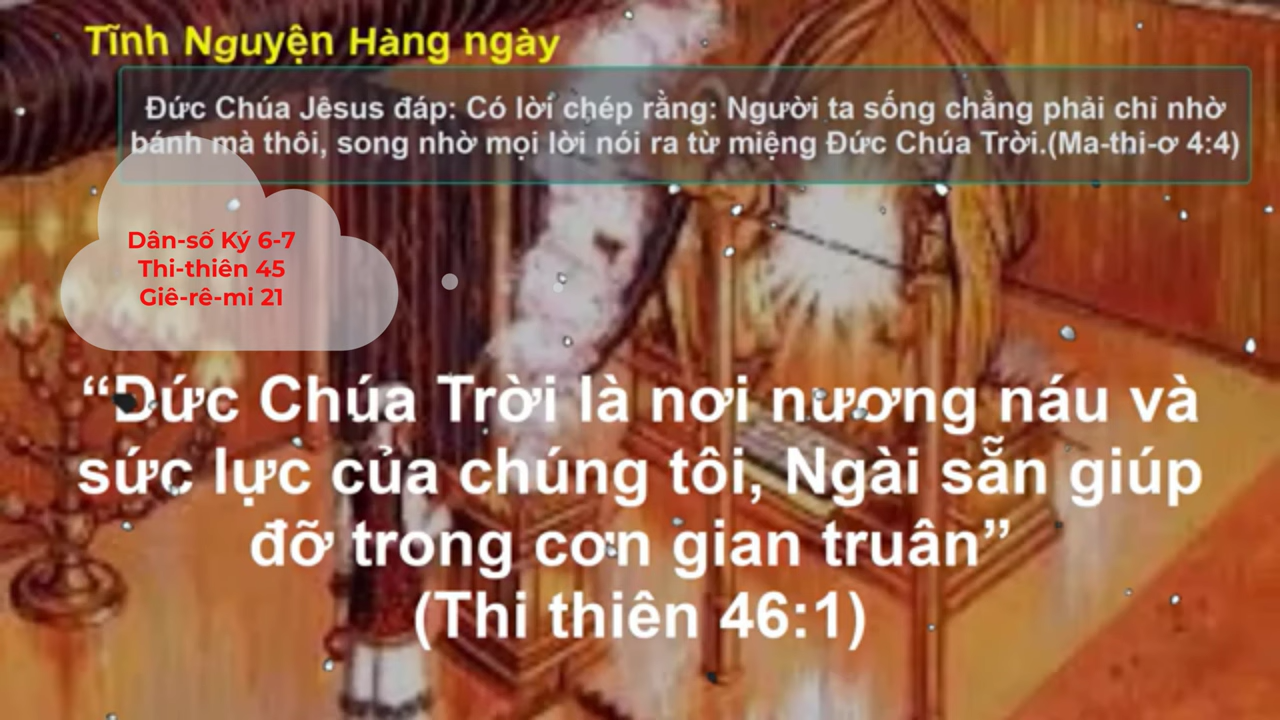 Tĩnh Nguyện Hàng ngày
Đức Chúa Jêsus đáp: Có lời chép rằng: Người ta sống chẳng phải chỉ nhờ
bánh mà thôi, song nhờ mọi lời nói ra từ miệng Đức Chúa Trời.(Ma-thi-ơ 4:4)
Dân-số Ký 6-7
Thi-thiên 45
Giê-rê-mi 21
“Đức Chúa Trời là nơi nương náu và
sức lực của chúng tôi, Ngài sẵn giúp
đỡ trong cơn gian truân”
(Thi thiên 46:1)